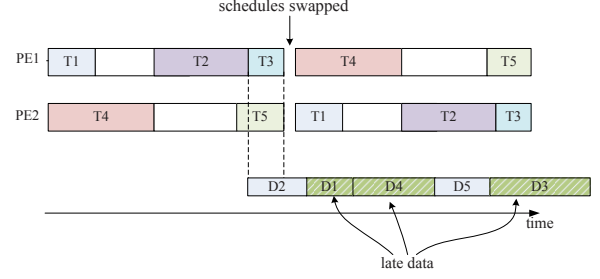 schedules swapped
PE1 T1 T2 T3 T4 T5
PE2 T4 T5 T1 T2 T3
D2 D1 D4 D5 D3
time
late data